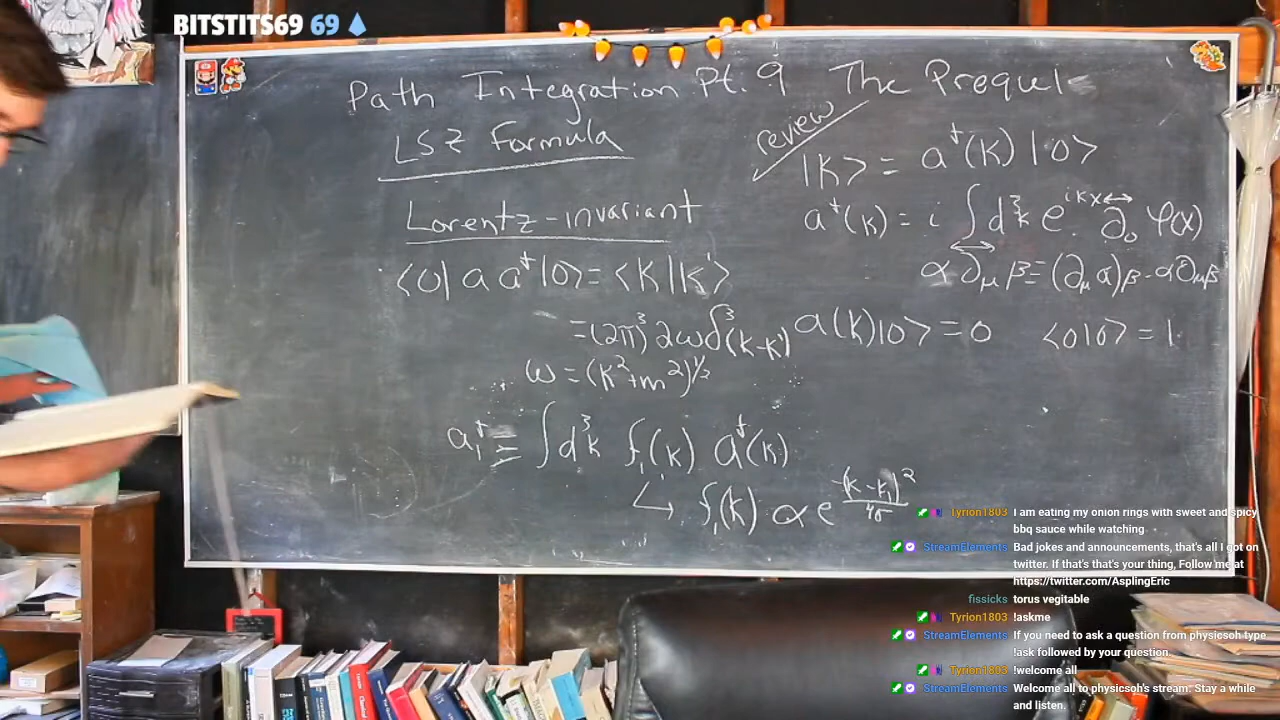 BITSTITS69 69
Path Integration Pt. 9 The Prequel
LSZ Formula
review
|k> = a†(k) |0>
Lorentz-invariant
a†(k) = i ∫ d³k e^{ikx} ∂↔₀ φ(x)
<0| a a† |0> = <k|k'>
α ∂↔_μ β = (∂_μ α)β - α∂_μβ
= (2π)³ 2ω δ³(k-k')
a(k)|0> = 0 <0|0> = 1
ω = (k² + m²)^{1/2}
a₁† = ∫ d³k f₁(k) a†(k)
↳ f₁(k) ∝ e^{-(k-k₁)²/4σ}
Tyrion1803 I am eating my onion rings with sweet and spicy
bbq sauce while watching
StreamElements Bad jokes and announcements, that's all I got on
twitter. If that's that's your thing, Follow me at
https://twitter.com/AsplingEric
fissicks torus vegitable
Tyrion1803 !askme
StreamElements If you need to ask a question from physicsoh type
!ask followed by your question.
Tyrion1803 !welcome all
StreamElements Welcome all to physicsoh's stream! Stay a while
and listen.